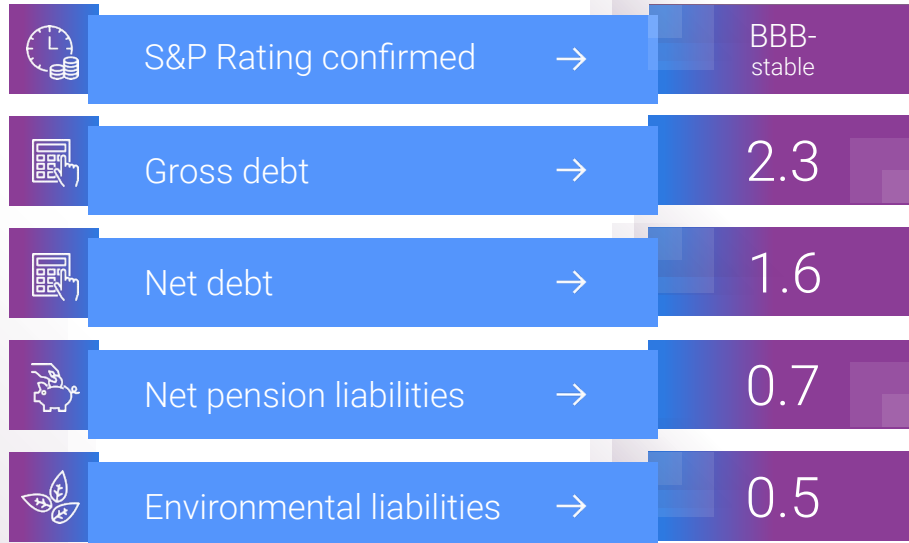 S&P Rating confirmed → BBB-
stable
Gross debt → 2.3
Net debt → 1.6
Net pension liabilities → 0.7
Environmental liabilities → 0.5